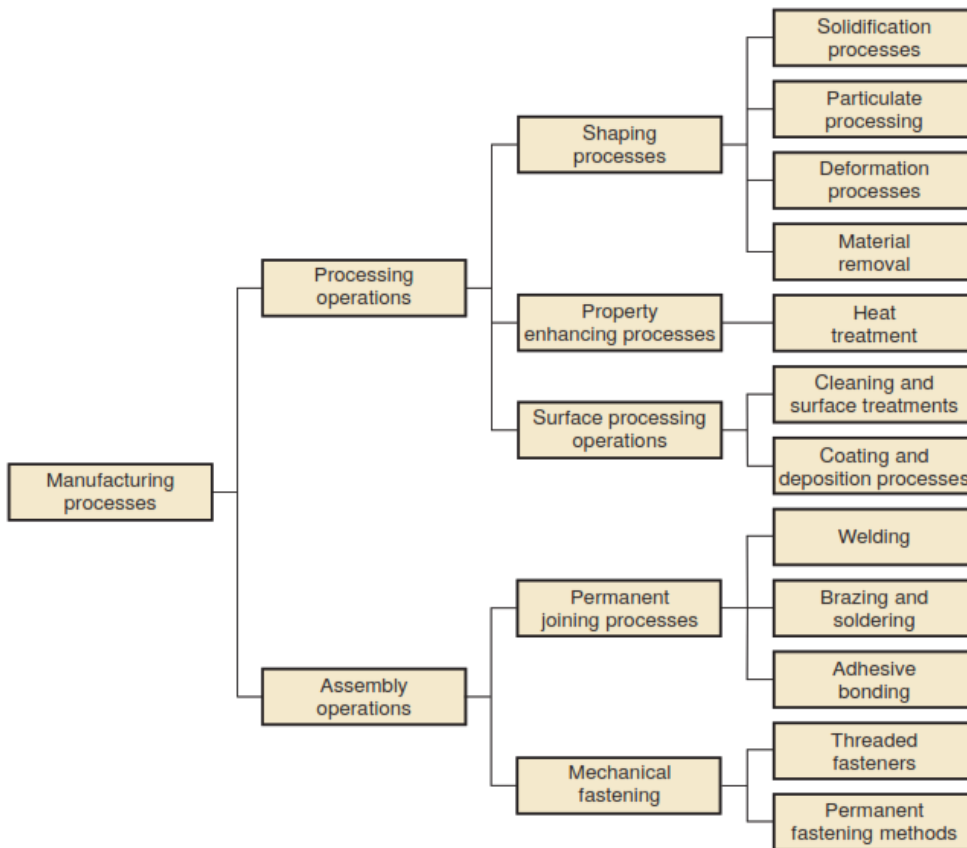 Solidification
processes
Particulate
processing
Shaping
processes
Deformation
processes
Material
removal
Processing
operations
Property
enhancing processes
Heat
treatment
Cleaning and
surface treatments
Surface processing
operations
Coating and
deposition processes
Manufacturing
processes
Welding
Permanent
joining processes
Brazing and
soldering
Assembly
operations
Adhesive
bonding
Threaded
fasteners
Mechanical
fastening
Permanent
fastening methods